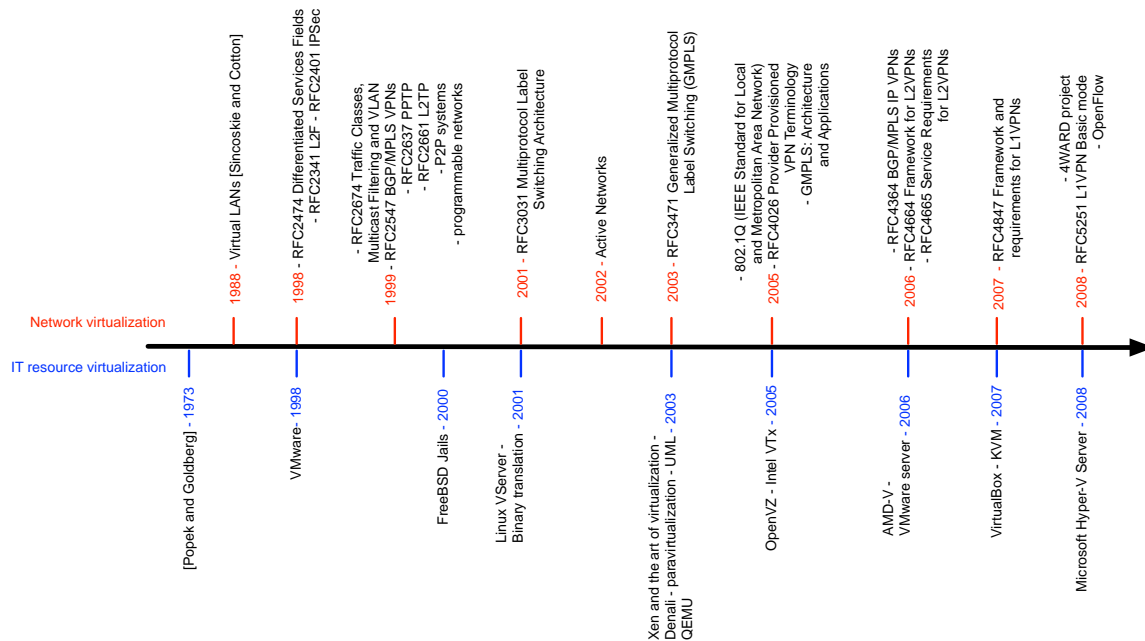 1988 - Virtual LANs [Sincoskie and Cotton]
1998 - RFC2474 Differentiated Services Fields
- RFC2341 L2F - RFC2401 IPSec
- RFC2674 Traffic Classes,
Multicast Filtering and VLAN
1999 - RFC2547 BGP/MPLS VPNs
- RFC2637 PPTP
- RFC2661 L2TP
- P2P systems
- programmable networks
2001 - RFC3031 Multiprotocol Label
Switching Architecture
2002 - Active Networks
2003 - RFC3471 Generalized Multiprotocol
Label Switching (GMPLS)
- 802.1Q (IEEE Standard for Local
and Metropolitan Area Network)
2005 - RFC4026 Provider Provisioned
VPN Terminology
- GMPLS: Architecture
and Applications
- RFC4364 BGP/MPLS IP VPNs
2006 - RFC4664 Framework for L2VPNs
- RFC4665 Service Requirements
for L2VPNs
2007 - RFC4847 Framework and
requirements for L1VPNs
- 4WARD project
2008 - RFC5251 L1VPN Basic mode
- OpenFlow
Network virtualization
IT resource virtualization
[Popek and Goldberg] - 1973
VMware- 1998
FreeBSD Jails - 2000
Linux VServer -
Binary translation - 2001
Xen and the art of virtualization -
Denali - paravirtualization - UML - 2003
QEMU
OpenVZ - Intel VTx - 2005
AMD-V -
VMware server - 2006
VirtualBox - KVM - 2007
Microsoft Hyper-V Server - 2008